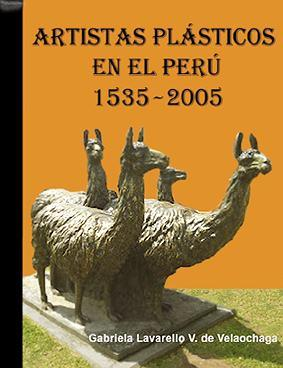 ARTISTAS PLÁSTICOS
EN EL PERÚ
1535-2005
Gabriela Lavarello V. de Velaochaga